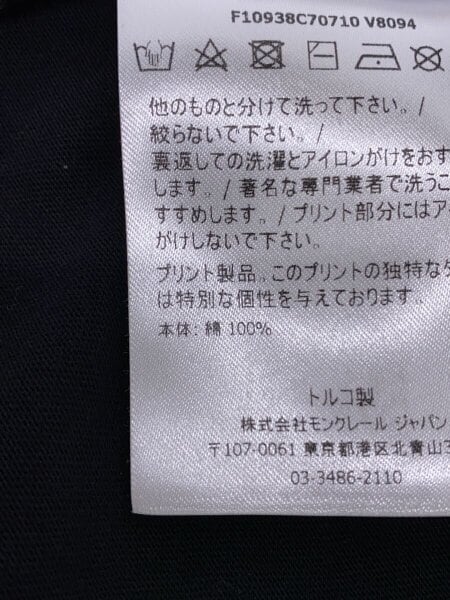 F10938C70710 V8094
他のものと分けて洗って下さい。/
絞らないで下さい。/
裏返しての洗濯とアイロンがけをおす
します。/ 著名な専門業者で洗うこ
すすめします。/ プリント部分にはア
がけしないで下さい。
プリント製品。このプリントの独特な
は特別な個性を与えております。
本体: 綿 100%
トルコ製
株式会社モンクレール ジャパン
〒107-0061 東京都港区北青山3
03-3486-2110